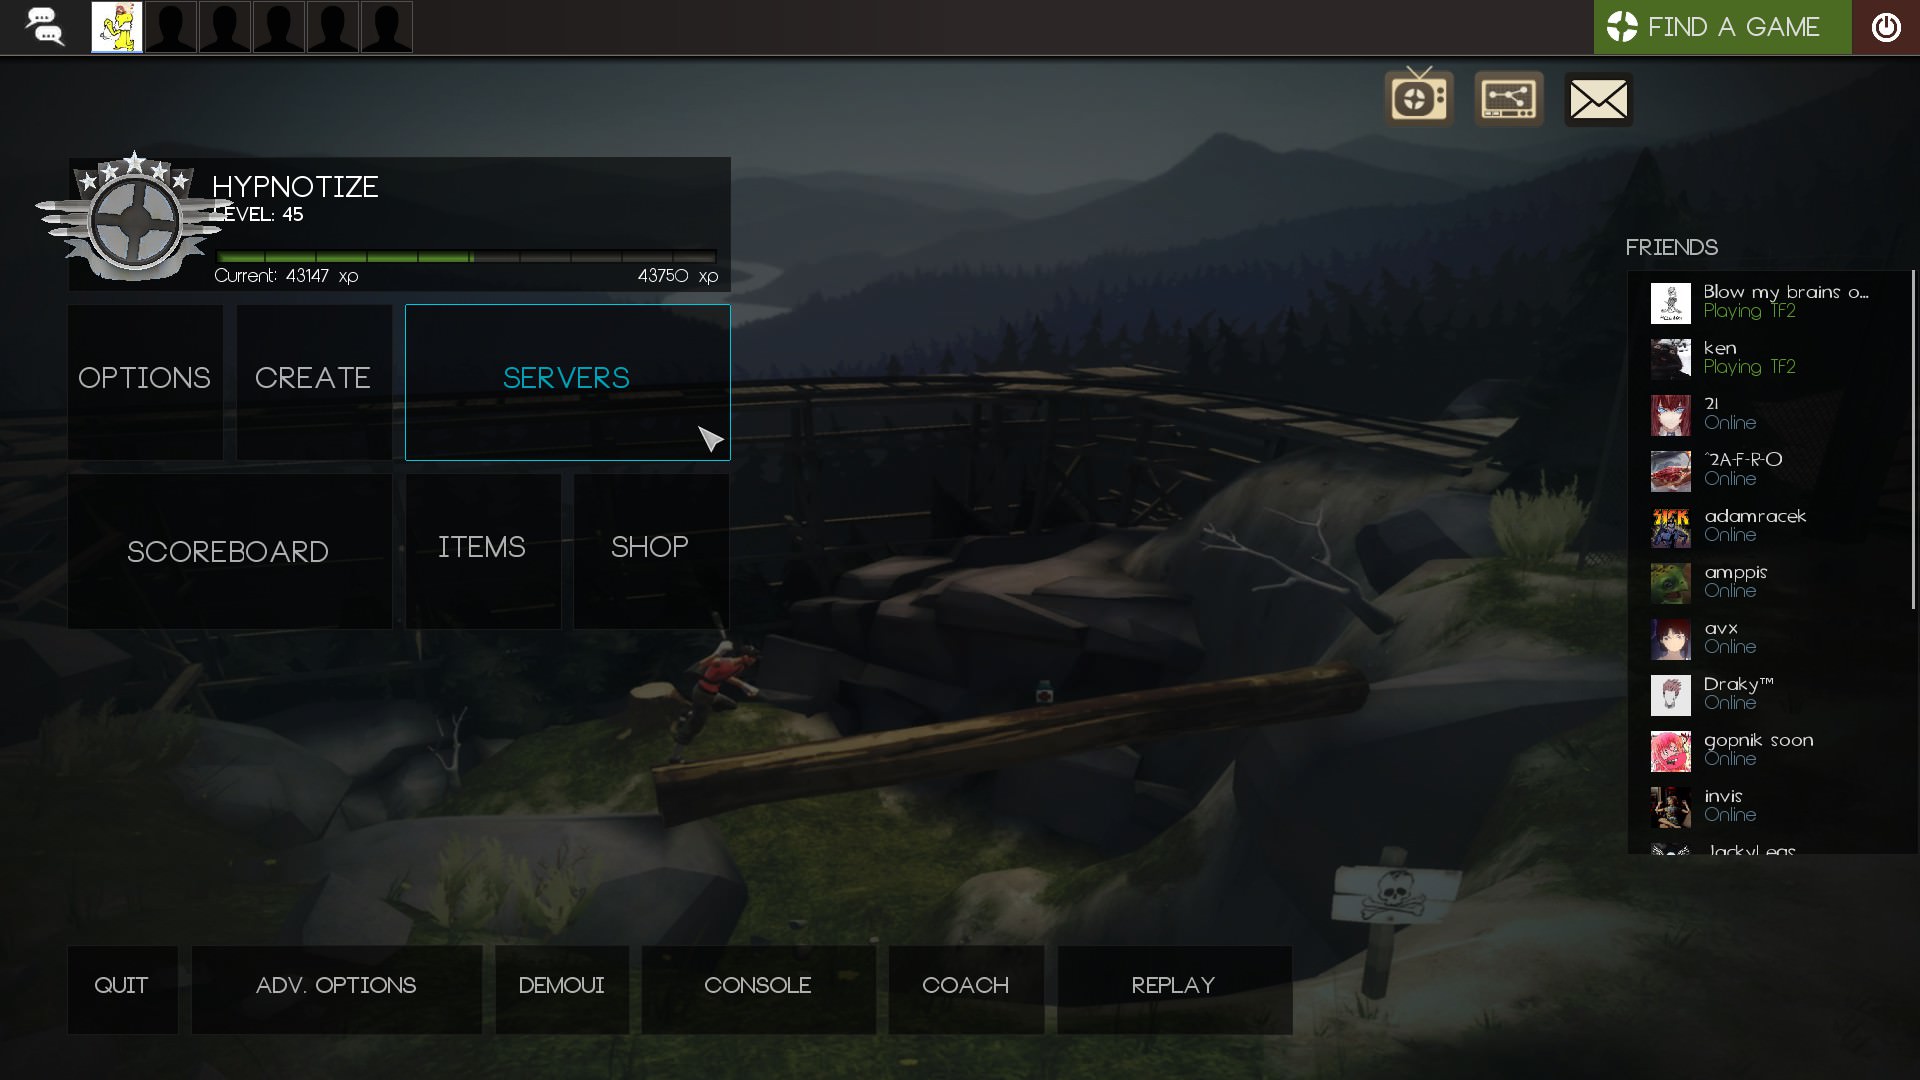 FIND A GAME
HYPNOTIZE
LEVEL: 45
Current: 43147 xp
43750 xp
OPTIONS
CREATE
SERVERS
SCOREBOARD
ITEMS
SHOP
FRIENDS
Blow my brains o...
Playing TF2
ken
Playing TF2
21
Online
^2A-F-R-O
Online
adamracek
Online
amppis
Online
avx
Online
Draky™
Online
gopnik soon
Online
invis
Online
JackyLegs
QUIT
ADV. OPTIONS
DEMOUI
CONSOLE
COACH
REPLAY